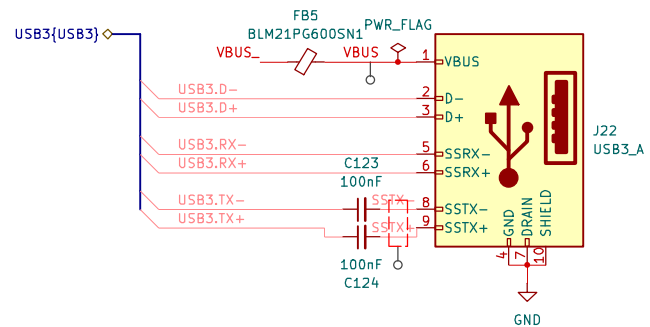 FB5
BLM21PG600SN1
PWR_FLAG
USB3{USB3}
VBUS_
VBUS
1
VBUS
USB3.D-
2
D-
USB3.D+
3
D+
J22
USB3_A
USB3.RX-
5
SSRX-
USB3.RX+
6
SSRX+
C123
100nF
USB3.TX-
SSTX-
8
SSTX-
USB3.TX+
SSTX+
9
SSTX+
GND
DRAIN
SHIELD
4
7
10
100nF
C124
GND